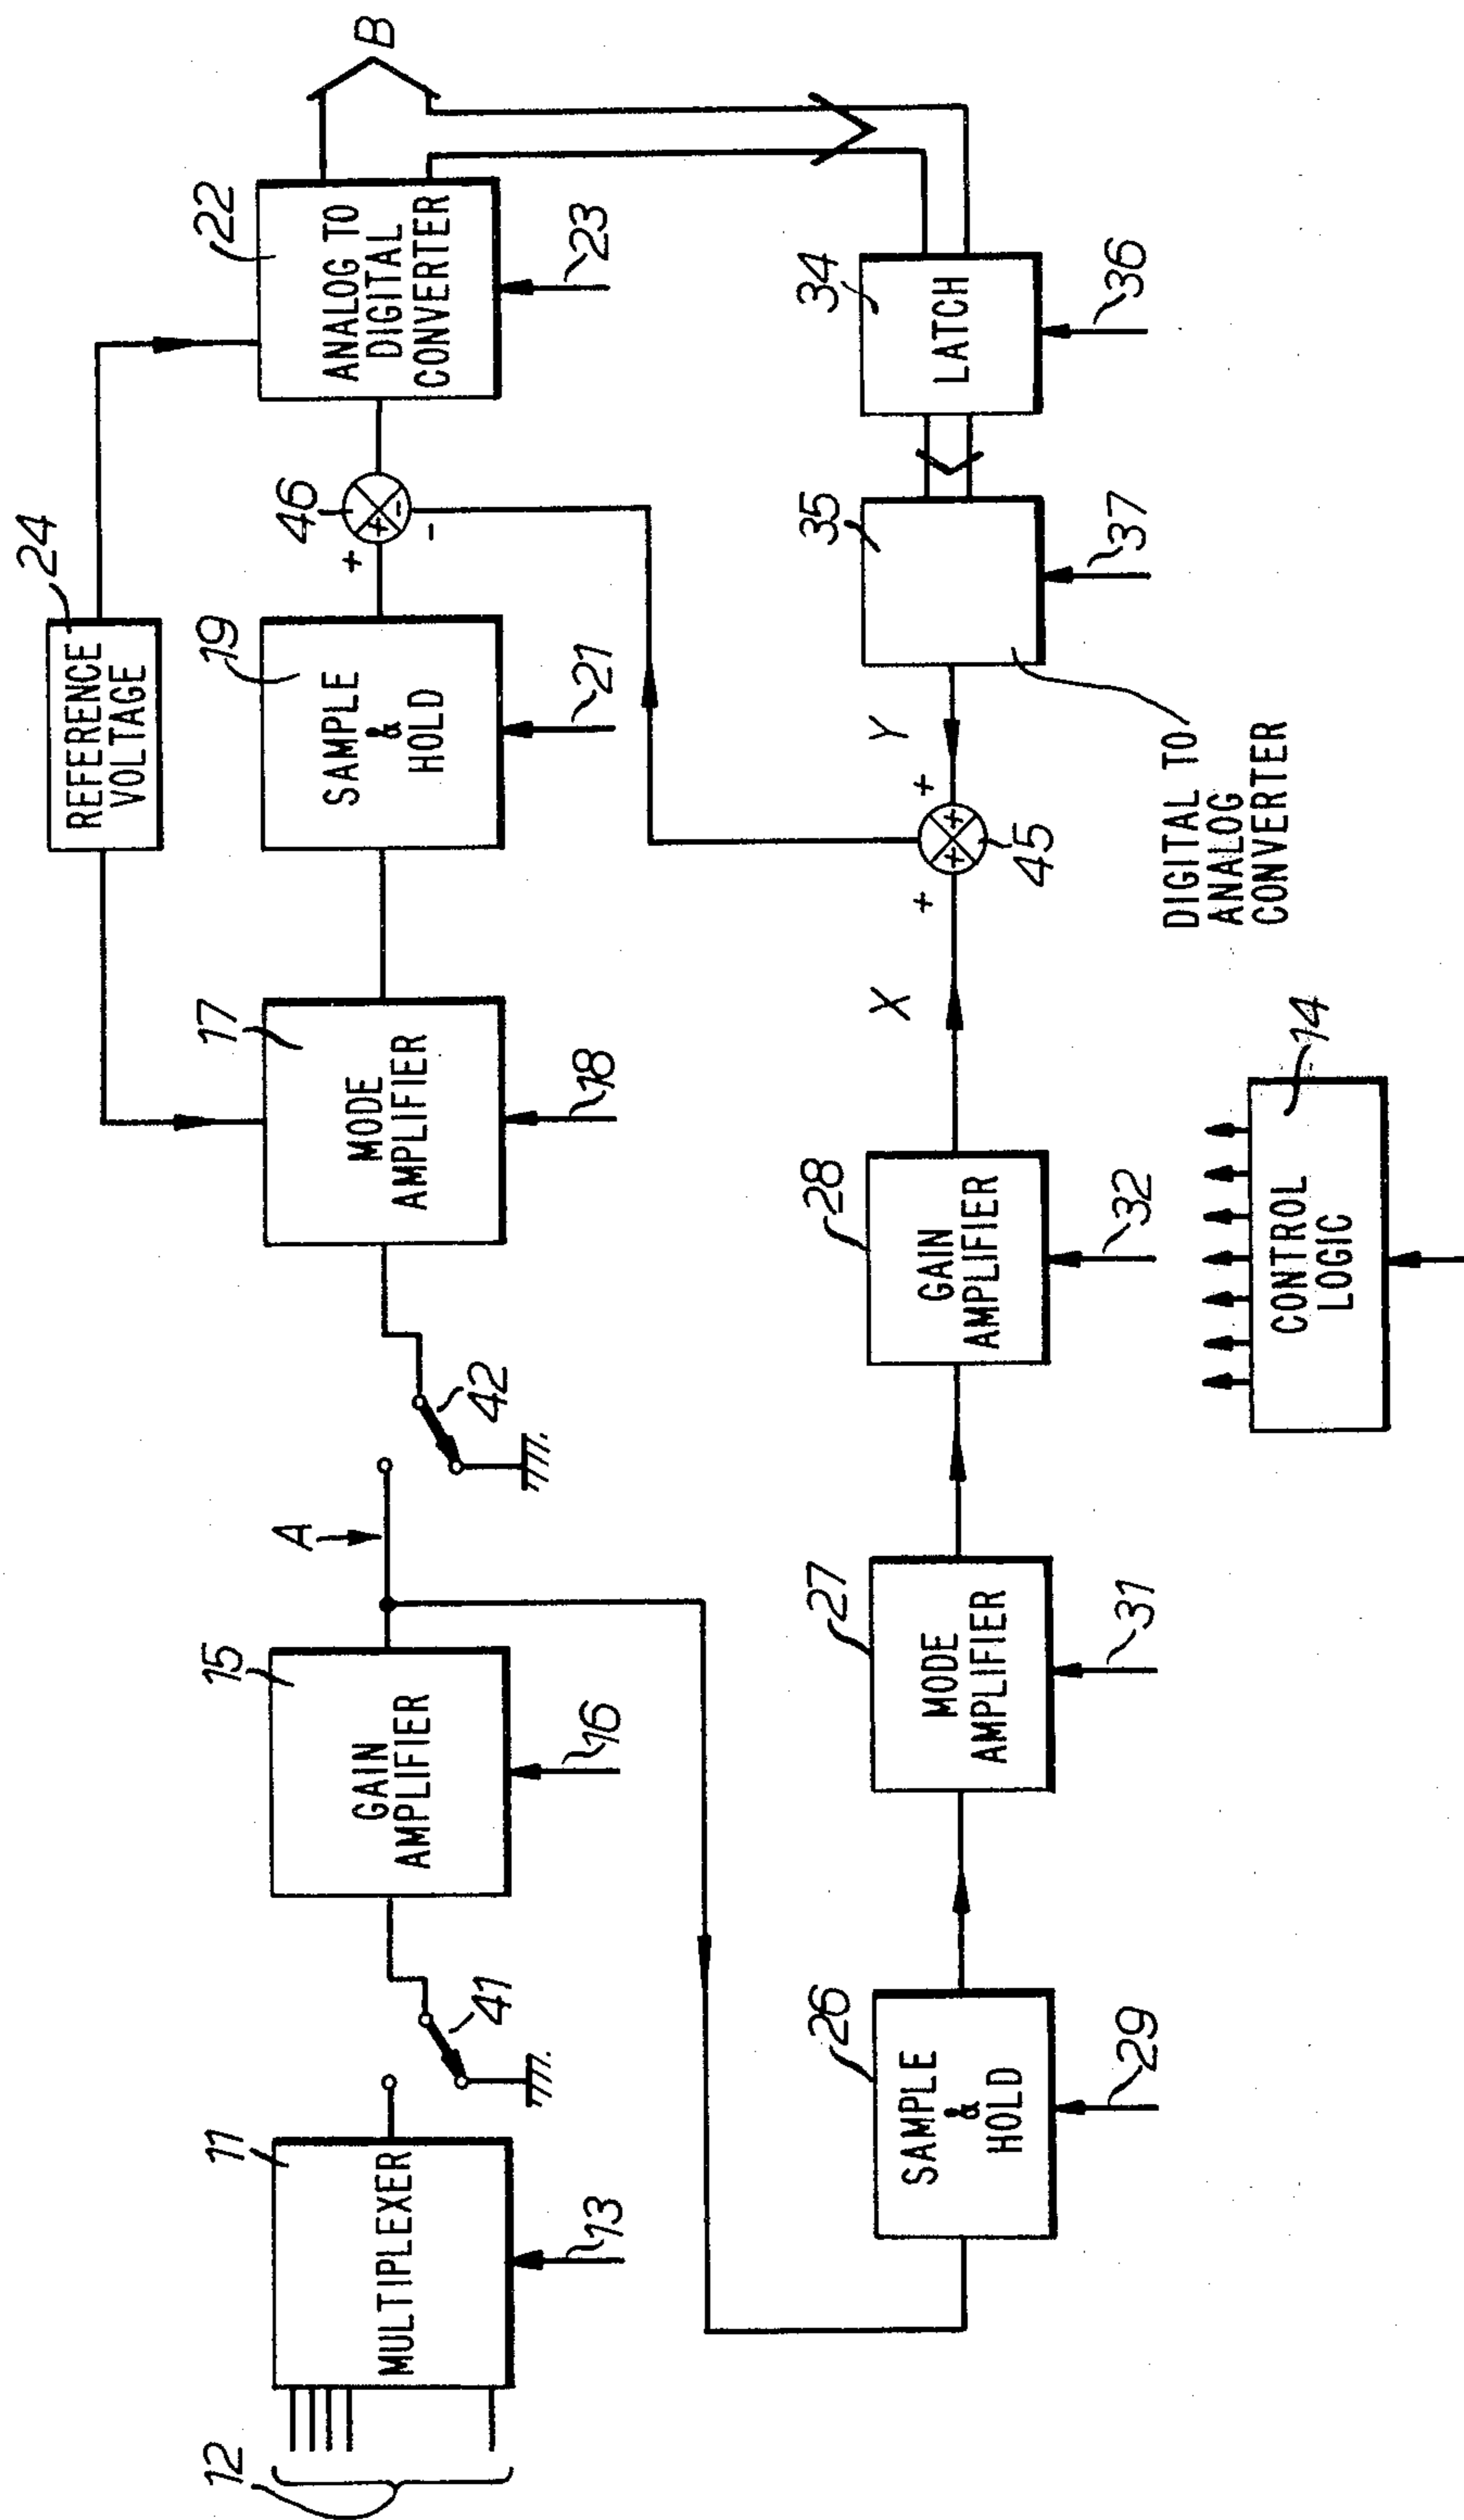 24
REFERENCE
VOLTAGE
12
11
MULTIPLEXER
13
41
15
GAIN
AMPLIFIER
16
A
42
17
MODE
AMPLIFIER
18
19
SAMPLE
&
HOLD
21
46
+
-
+
-
22
ANALOG TO
DIGITAL
CONVERTER
23
B
26
SAMPLE
&
HOLD
29
27
MODE
AMPLIFIER
31
28
GAIN
AMPLIFIER
32
X
+
+
+
+
45
Y
35
37
34
LATCH
36
DIGITAL TO
ANALOG
CONVERTER
CONTROL
LOGIC
14